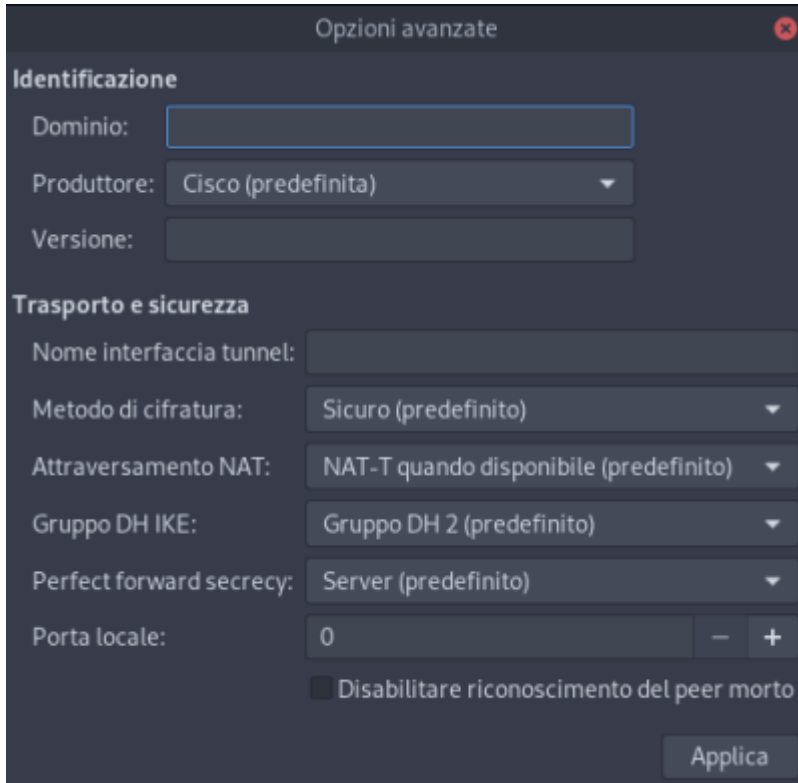 Opzioni avanzate
Identificazione
Dominio:
Produttore: Cisco (predefinita)
Versione:
Trasporto e sicurezza
Nome interfaccia tunnel:
Metodo di cifratura: Sicuro (predefinito)
Attraversamento NAT: NAT-T quando disponibile (predefinito)
Gruppo DH IKE: Gruppo DH 2 (predefinito)
Perfect forward secrecy: Server (predefinito)
Porta locale: 0 − +
Disabilitare riconoscimento del peer morto
Applica